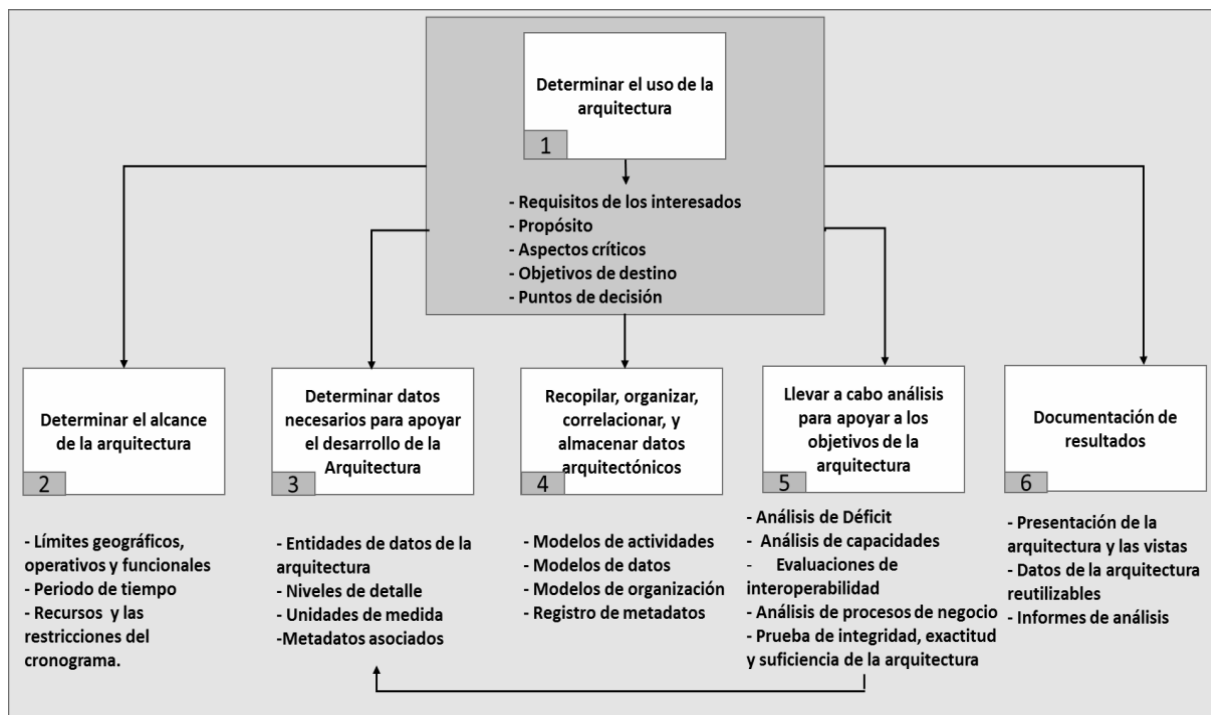 Determinar el uso de la
arquitectura
1
- Requisitos de los interesados
- Propósito
- Aspectos críticos
- Objetivos de destino
- Puntos de decisión
Determinar el alcance
de la arquitectura
2
- Límites geográficos,
operativos y funcionales
- Periodo de tiempo
- Recursos y las
restricciones del
cronograma.
Determinar datos
necesarios para apoyar
el desarrollo de la
Arquitectura
3
- Entidades de datos de la
arquitectura
- Niveles de detalle
- Unidades de medida
-Metadatos asociados
Recopilar, organizar,
correlacionar, y
almacenar datos
arquitectónicos
4
- Modelos de actividades
- Modelos de datos
- Modelos de organización
- Registro de metadatos
Llevar a cabo análisis
para apoyar a los
objetivos de la
arquitectura
5
- Análisis de Déficit
- Análisis de capacidades
- Evaluaciones de
interoperabilidad
- Análisis de procesos de negocio
- Prueba de integridad, exactitud
y suficiencia de la arquitectura
Documentación de
resultados
6
- Presentación de la
arquitectura y las vistas
- Datos de la arquitectura
reutilizables
- Informes de análisis